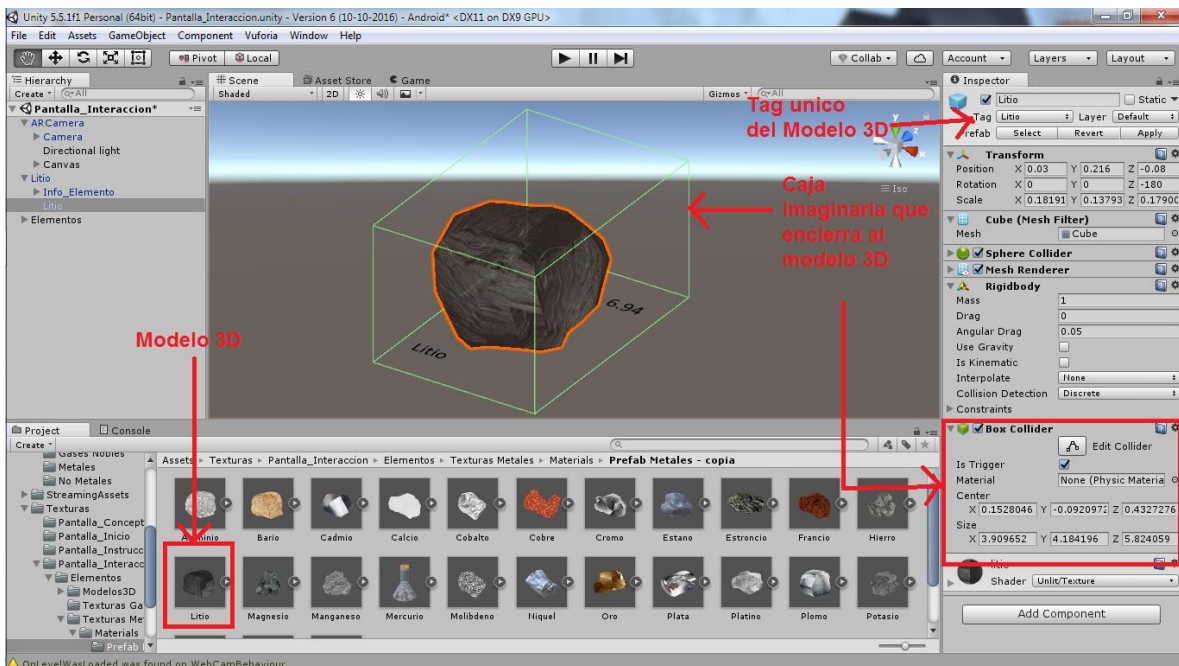 Unity 5.5.1f1 Personal (64bit) - Pantalla_Interaccion.unity - Version 6 (10-10-2016) - Android* <DX11 on DX9 GPU>
File Edit Assets GameObject Component Vuforia Window Help
Pivot Local Collab Account Layers Layout
Hierarchy
Create All
Pantalla_Interaccion*
ARCamera
Camera
Directional light
Canvas
Litio
Info_Elemento
Litio
Elementos
Scene Asset Store Game
Shaded 2D Gizmos All
y
Iso
Litio
6.94
Tag unico
del Modelo 3D
Caja
imaginaria que
encierra al
modelo 3D
Modelo 3D
Inspector
Litio Static
Tag Litio Layer Default
Prefab Select Revert Apply
Transform
Position X 0.03 Y 0.216 Z -0.08
Rotation X 0 Y 0 Z -180
Scale X 0.18191 Y 0.13793 Z 0.17900
Cube (Mesh Filter)
Mesh Cube
Sphere Collider
Mesh Renderer
Rigidbody
Mass 1
Drag 0
Angular Drag 0.05
Use Gravity
Is Kinematic
Interpolate None
Collision Detection Discrete
Constraints
Box Collider
Edit Collider
Is Trigger
Material None (Physic Materia
Center
X 0.1528046 Y -0.0920972 Z 0.4327276
Size
X 3.909652 Y 4.184196 Z 5.824059
litio
Shader Unlit/Texture
Add Component
Project Console
Create
Gases Nobles
Metales
No Metales
StreamingAssets
Texturas
Pantalla_Concept
Pantalla_Inicio
Pantalla_Instrucc
Pantalla_Interacc
Elementos
Modelos3D
Texturas Ga
Texturas Me
Materials
Prefab
Assets Texturas Pantalla_Interaccion Elementos Texturas Metales Materials Prefab Metales - copia
Bario Cadmio Calcio Cobalto Cobre Cromo Estano Estroncio Francio Hierro
Litio Magnesio Manganeso Mercurio Molibdeno Niquel Oro Plata Platino Plomo Potasio
OnLevelWasLoaded was found on WebCamBehaviour